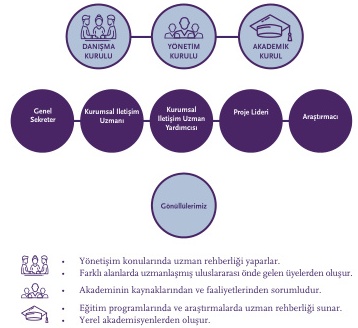 DANIŞMA
KURULU
YÖNETİM
KURULU
AKADEMİK
KURUL
Genel
Sekreter
Kurumsal İletişim
Uzmanı
Kurumsal
İletişim Uzman
Yardımcısı
Proje Lideri
Araştırmacı
Gönüllülerimiz
• Yönetişim konularında uzman rehberliği yaparlar.
• Farklı alanlarda uzmanlaşmış uluslararası önde gelen üyelerden oluşur.
• Akademinin kaynaklarından ve faaliyetlerinden sorumludur.
• Eğitim programlarında ve araştırmalarda uzman rehberliği sunar.
• Yerel akademisyenlerden oluşur.